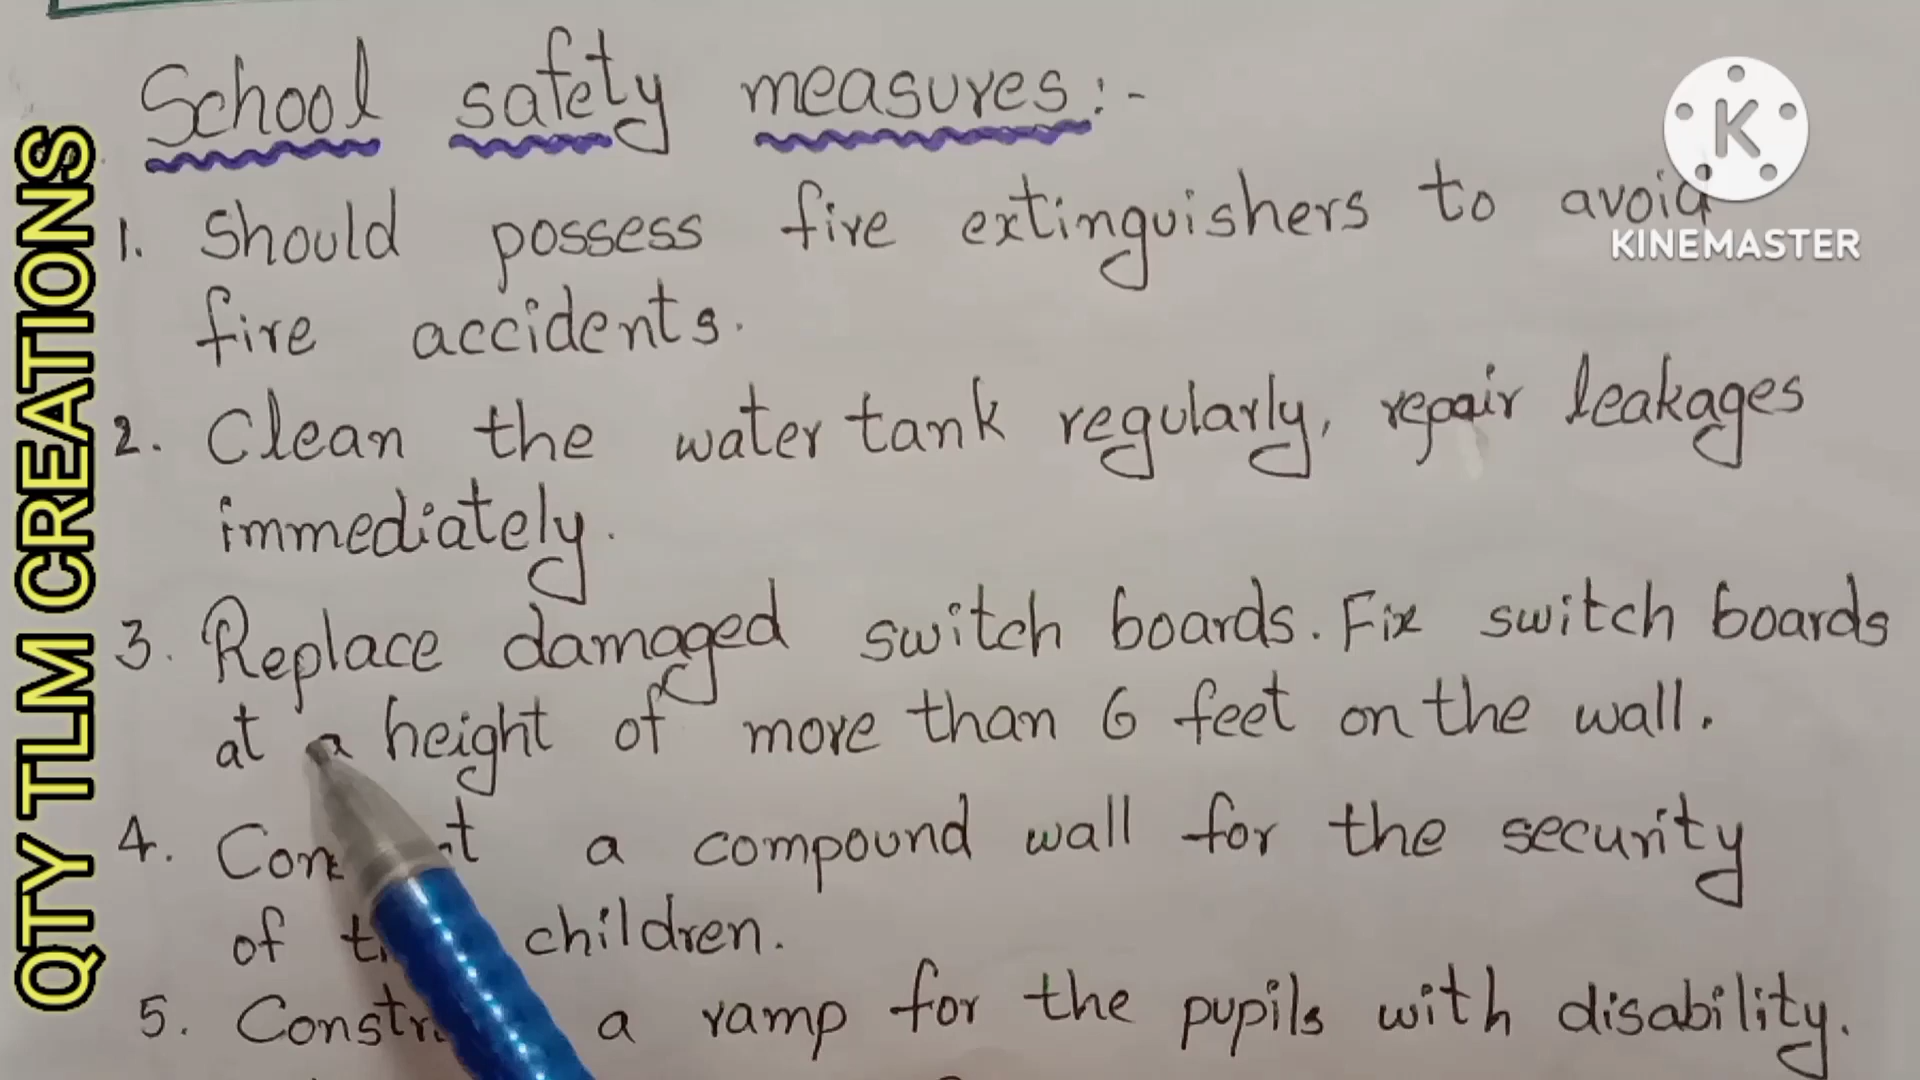 School safety measures:-
1. Should possess fire extinguishers to avoid
fire accidents.
2. Clean the water tank regularly, repair leakages
immediately.
3. Replace damaged switch boards. Fix switch boards
at a height of more than 6 feet on the wall.
4. a compound wall for the security
of children.
5. a ramp for the pupils with disability.
K
KINEMASTER
QTY TLM CREATIONS